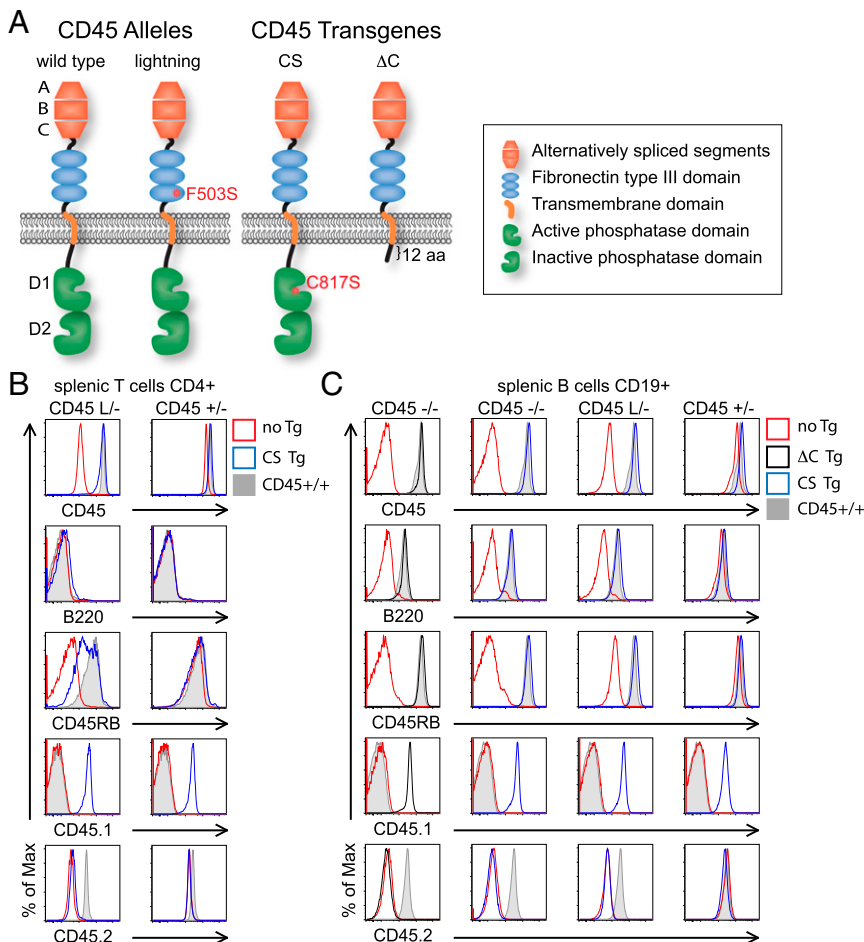 A
CD45 Alleles
CD45 Transgenes
wild type
lightning
CS
ΔC
A
B
C
F503S
}12 aa
D1
C817S
D2
Alternatively spliced segments
Fibronectin type III domain
Transmembrane domain
Active phosphatase domain
Inactive phosphatase domain
B
splenic T cells CD4+
CD45 L/-
CD45 +/-
no Tg
CS Tg
CD45+/+
CD45
B220
CD45RB
CD45.1
CD45.2
% of Max
C
splenic B cells CD19+
CD45 -/-
CD45 -/-
CD45 L/-
CD45 +/-
no Tg
ΔC Tg
CS Tg
CD45+/+
CD45
B220
CD45RB
CD45.1
CD45.2
% of Max